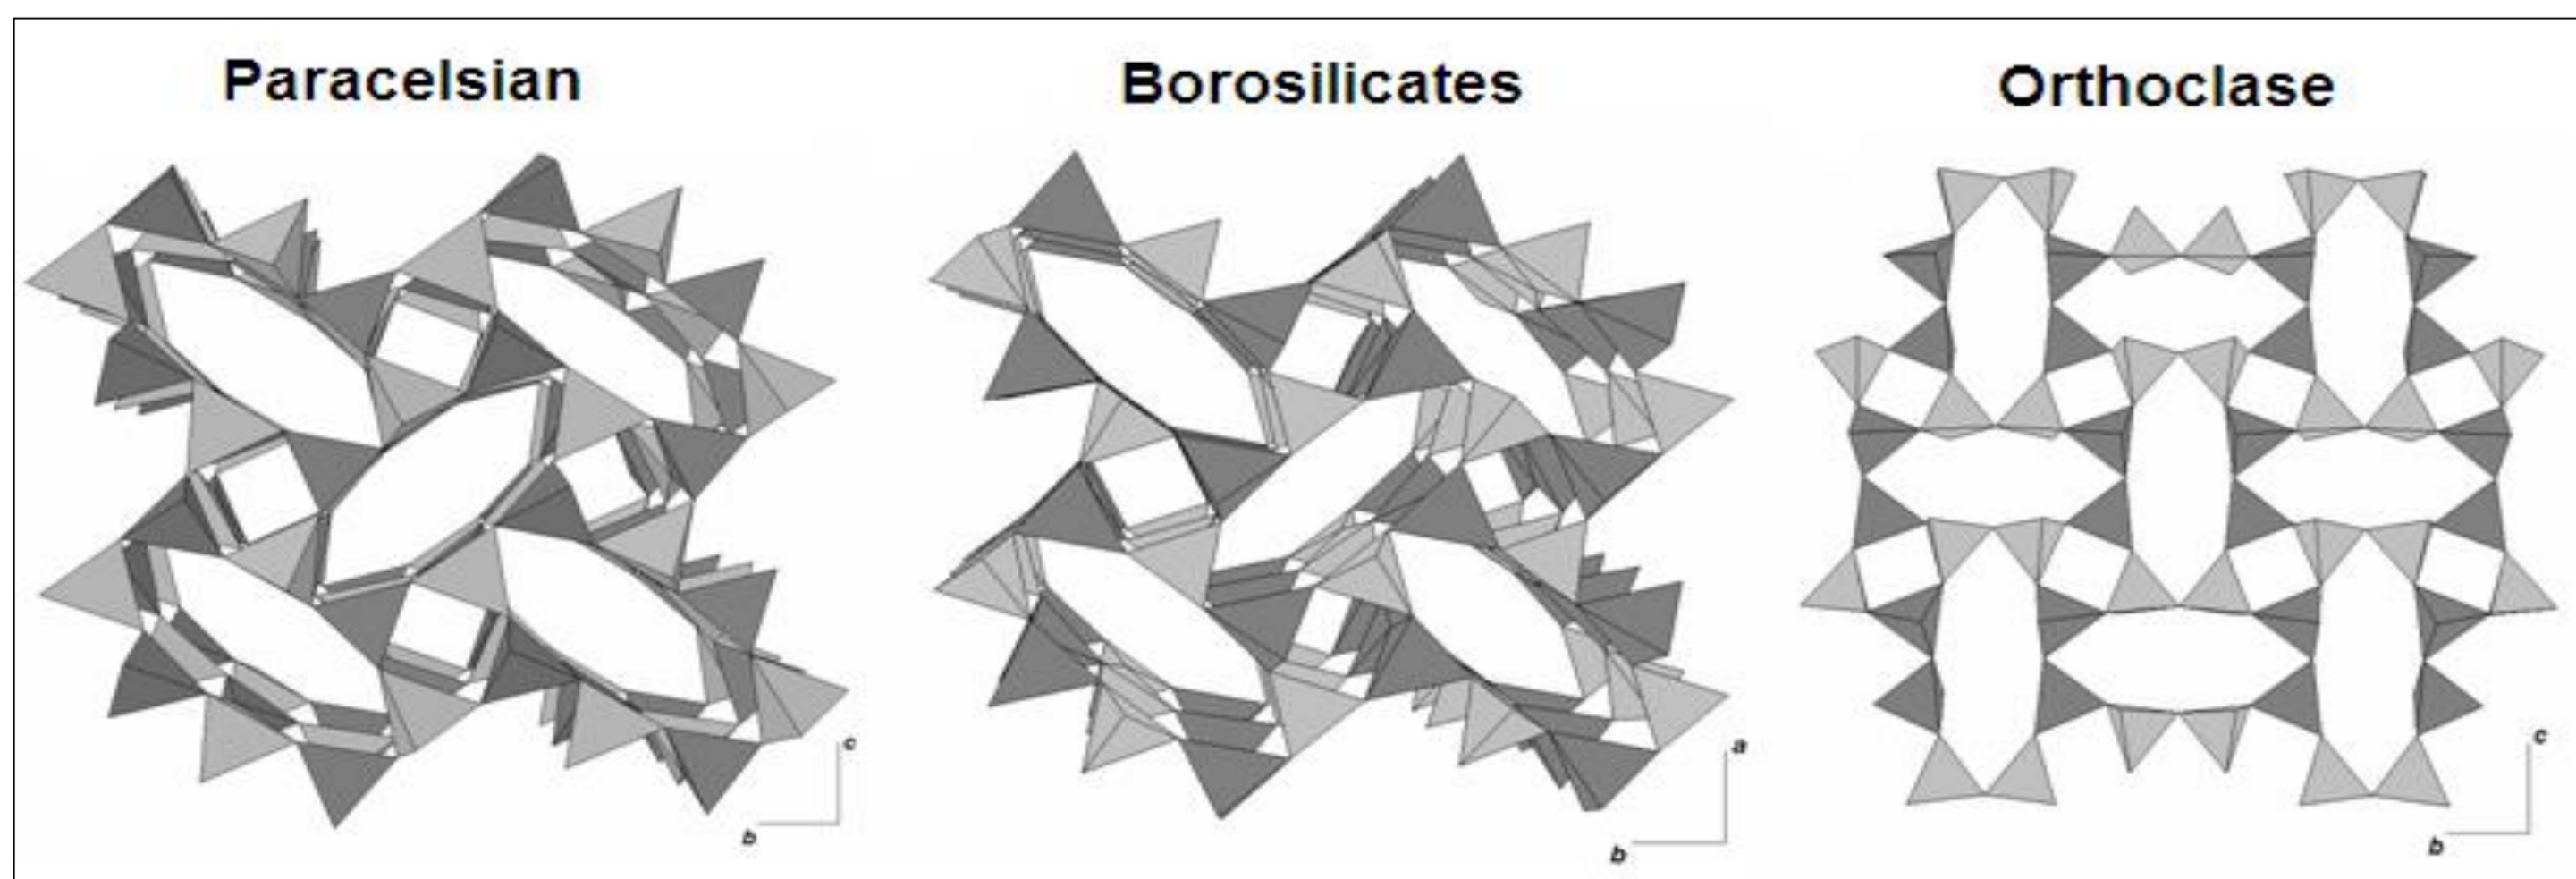 Paracelsian
Borosilicates
Orthoclase
c
b
a
b
c
b